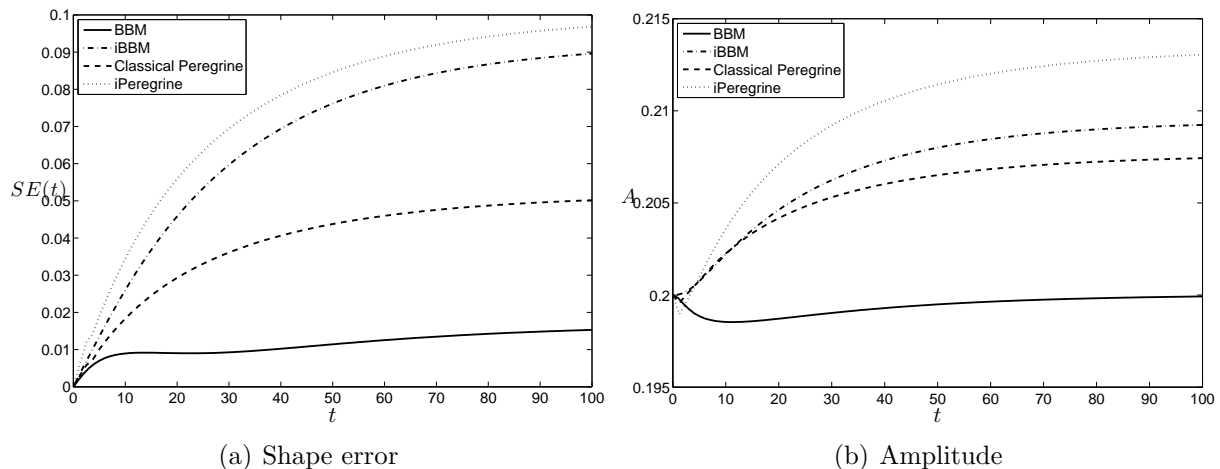 0.1
0.09
0.08
0.07
0.06
0.05
0.04
0.03
0.02
0.01
0
SE(t)
BBM
iBBM
Classical Peregrine
iPeregrine
0 10 20 30 40 50 60 70 80 90 100
t
(a) Shape error
0.215
0.21
0.205
0.2
0.195
A
BBM
iBBM
Classical Peregrine
iPeregrine
0 10 20 30 40 50 60 70 80 90 100
t
(b) Amplitude